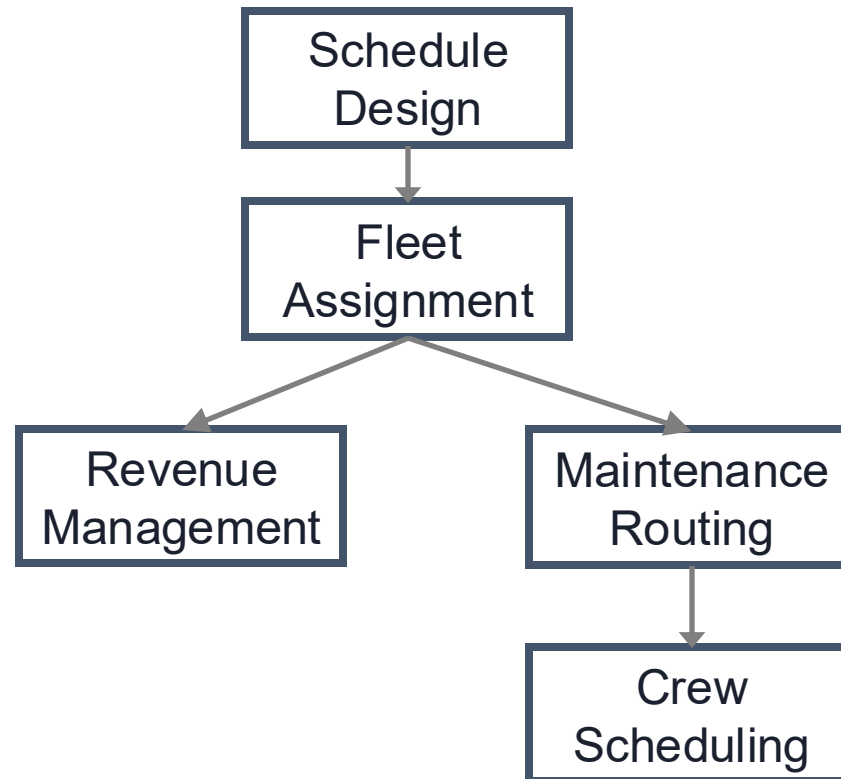 Schedule
Design
Fleet
Assignment
Revenue
Management
Maintenance
Routing
Crew
Scheduling